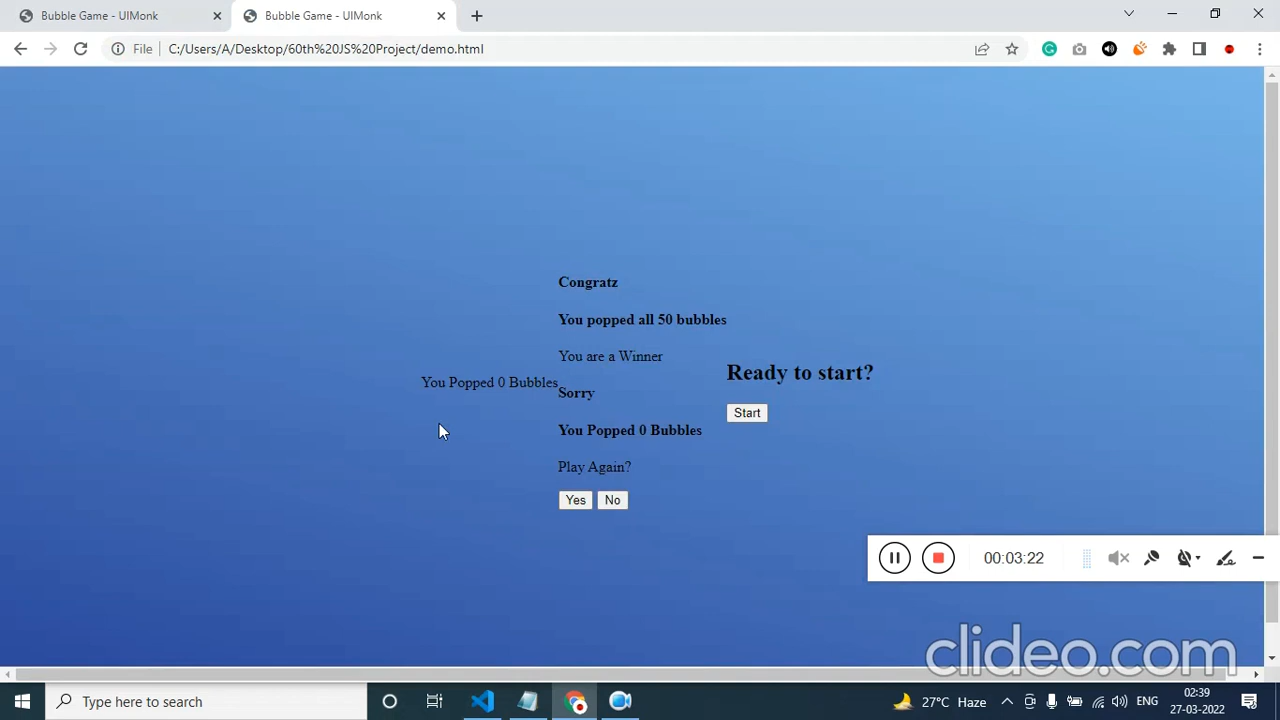 Bubble Game - UIMonk
Bubble Game - UIMonk
File
C:/Users/A/Desktop/60th%20JS%20Project/demo.html
Congratz
You popped all 50 bubbles
You are a Winner
You Popped 0 Bubbles
Sorry
You Popped 0 Bubbles
Play Again?
Yes No
Ready to start?
Start
00:03:22
clideo.com
Type here to search
27°C Haze
ENG
02:39
27-03-2022